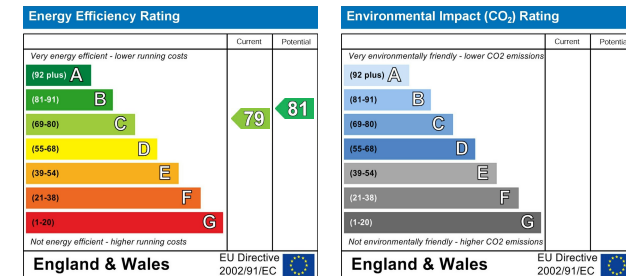 Energy Efficiency Rating
Current Potential
Very energy efficient - lower running costs
(92 plus) A
(81-91) B
(69-80) C
(55-68) D
(39-54) E
(21-38) F
(1-20) G
79
81
Not energy efficient - higher running costs
England & Wales
EU Directive
2002/91/EC
Environmental Impact (CO₂) Rating
Current Potential
Very environmentally friendly - lower CO2 emissions
(92 plus) A
(81-91) B
(69-80) C
(55-68) D
(39-54) E
(21-38) F
(1-20) G
Not environmentally friendly - higher CO2 emissions
England & Wales
EU Directive
2002/91/EC